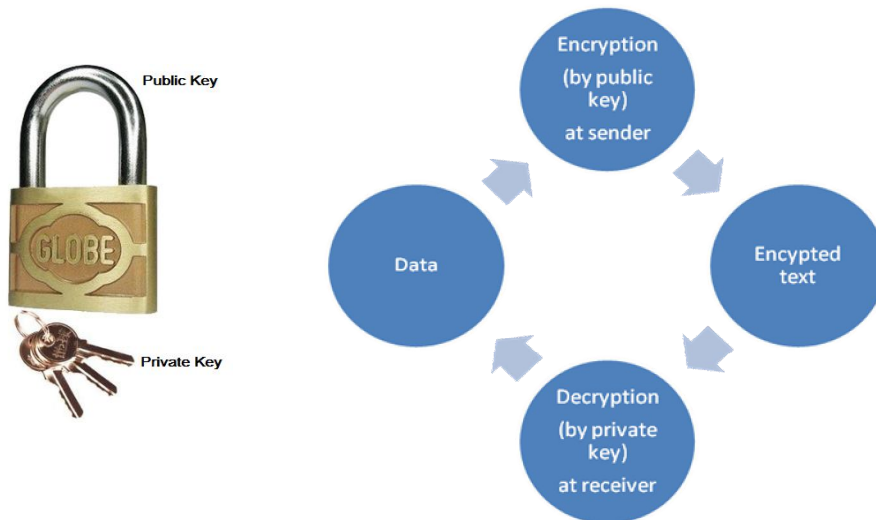 Public Key
GLOBE
Private Key
Encryption
(by public
key)
at sender
Data
Encypted
text
Decryption
(by private
key)
at receiver